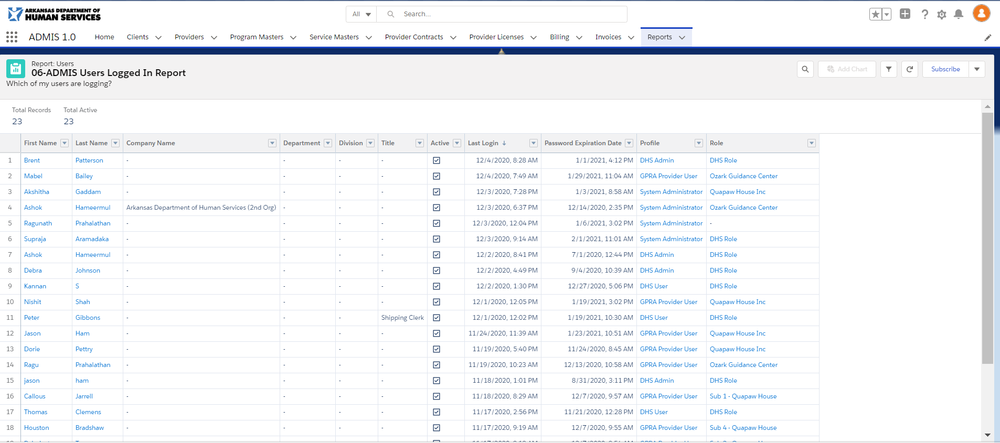 ARKANSAS DEPARTMENT OF
HUMAN SERVICES
All Search...
ADMIS 1.0 Home Clients Providers Program Masters Service Masters Provider Contracts Provider Licenses Billing Invoices Reports
Report: Users
06-ADMIS Users Logged In Report
Which of my users are logging?
Add Chart Subscribe
Total Records Total Active
23 23
First Name Last Name Company Name Department Division Title Active Last Login ↓ Password Expiration Date Profile Role
1 Brent Patterson - - - - 12/4/2020, 8:28 AM 1/1/2021, 4:12 PM DHS Admin DHS Role
2 Mabel Bailey - - - - 12/4/2020, 7:49 AM 1/29/2021, 11:04 AM GPRA Provider User Ozark Guidance Center
3 Akshitha Gaddam - - - - 12/3/2020, 7:28 PM 1/3/2021, 8:58 AM System Administrator Quapaw House Inc
4 Ashok Hameermul Arkansas Department of Human Services (2nd Org) - - - 12/3/2020, 6:37 PM 12/14/2020, 2:35 PM System Administrator Ozark Guidance Center
5 Ragunath Prahalathan - - - - 12/3/2020, 12:04 PM 1/6/2021, 3:02 PM System Administrator -
6 Supraja Aramadaka - - - - 12/3/2020, 9:14 AM 2/1/2021, 11:01 AM System Administrator DHS Role
7 Ashok Hameermul - - - - 12/2/2020, 8:41 PM 7/1/2020, 12:44 PM DHS Admin DHS Role
8 Debra Johnson - - - - 12/2/2020, 4:49 PM 9/4/2020, 10:39 AM DHS Admin DHS Role
9 Kannan S - - - - 12/2/2020, 1:30 PM 12/27/2020, 5:06 PM DHS User DHS Role
10 Nishit Shah - - - - 12/1/2020, 12:05 PM 1/19/2021, 3:02 PM GPRA Provider User Quapaw House Inc
11 Peter Gibbons - - - Shipping Clerk 12/1/2020, 12:02 PM 1/19/2021, 10:30 AM DHS User DHS Role
12 Jason Ham - - - - 11/24/2020, 11:39 AM 1/23/2021, 10:51 AM GPRA Provider User Quapaw House Inc
13 Dorie Pettry - - - - 11/19/2020, 5:40 PM 11/24/2020, 8:45 AM GPRA Provider User Quapaw House Inc
14 Ragu Prahalathan - - - - 11/19/2020, 10:23 AM 12/13/2020, 10:58 AM GPRA Provider User Ozark Guidance Center
15 jason ham - - - - 11/18/2020, 1:01 PM 8/31/2020, 3:11 PM DHS Admin DHS Role
16 Callous Jarrell - - - - 11/18/2020, 8:29 AM 12/7/2020, 9:57 AM GPRA Provider User Sub 1 - Quapaw House
17 Thomas Clemens - - - - 11/17/2020, 2:56 PM 11/21/2020, 12:28 PM DHS User DHS Role
18 Houston Bradshaw - - - - 11/17/2020, 9:19 AM 12/7/2020, 9:55 AM GPRA Provider User Sub 4 - Quapaw House